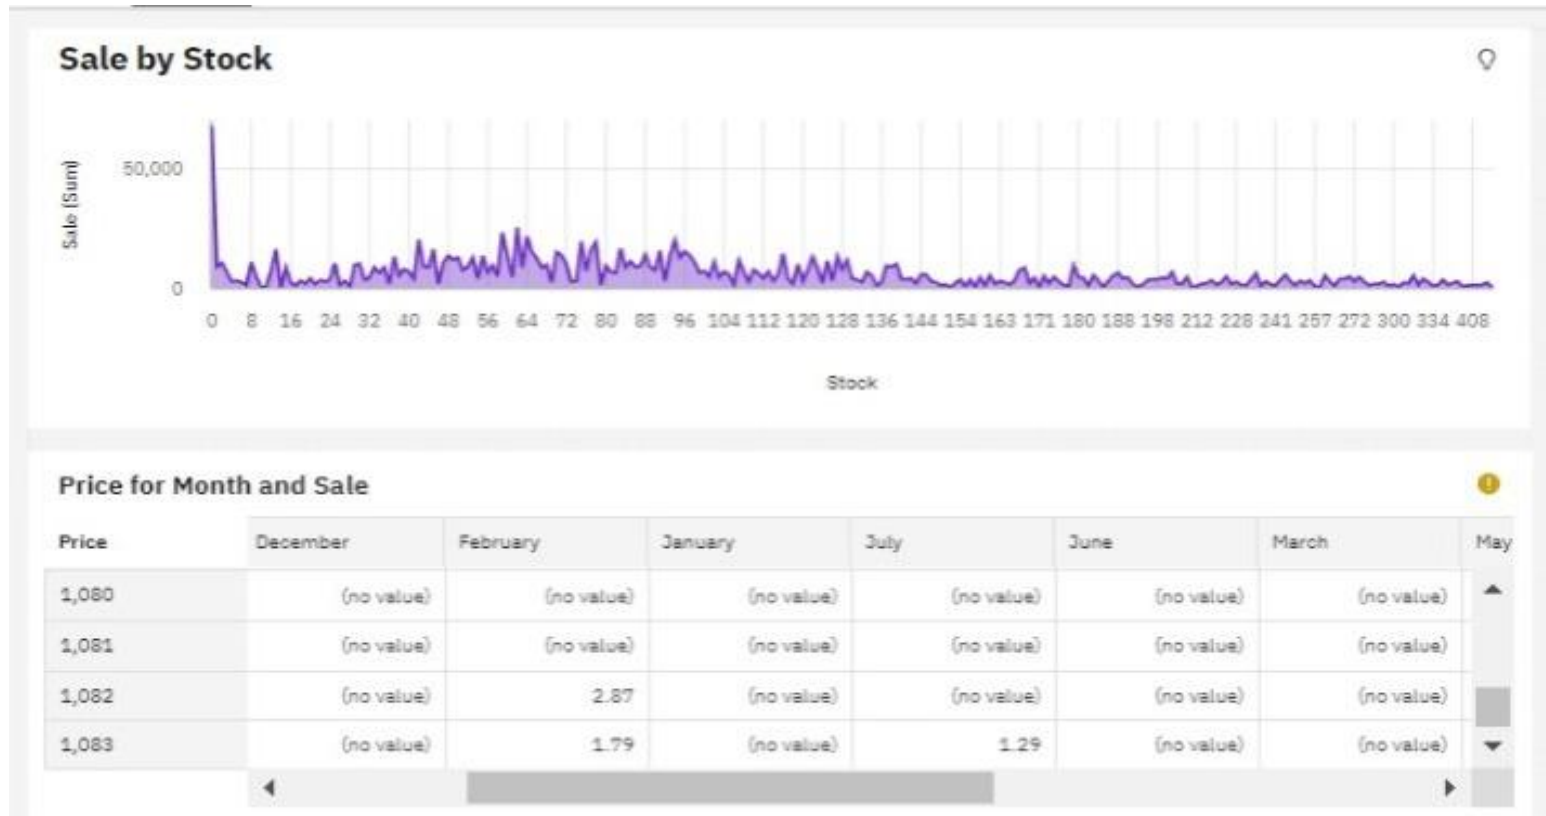 Sale by Stock
Sale (Sum)
50,000
0
0 8 16 24 32 40 48 56 64 72 80 88 96 104 112 120 128 136 144 154 163 171 180 188 198 212 228 241 257 272 300 334 408
Stock
Price for Month and Sale
Price December February January July June March May
1,080 (no value) (no value) (no value) (no value) (no value) (no value)
1,081 (no value) (no value) (no value) (no value) (no value) (no value)
1,082 (no value) 2.87 (no value) (no value) (no value) (no value)
1,083 (no value) 1.79 (no value) 1.29 (no value) (no value)